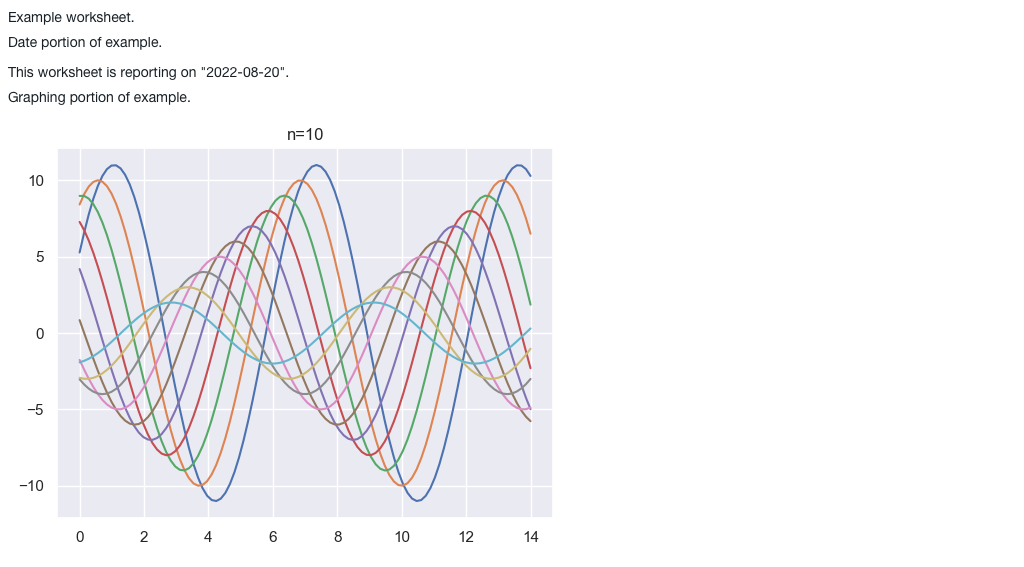 Example worksheet.
Date portion of example.
This worksheet is reporting on "2022-08-20".
Graphing portion of example.
n=10
10
5
0
−5
−10
0 2 4 6 8 10 12 14